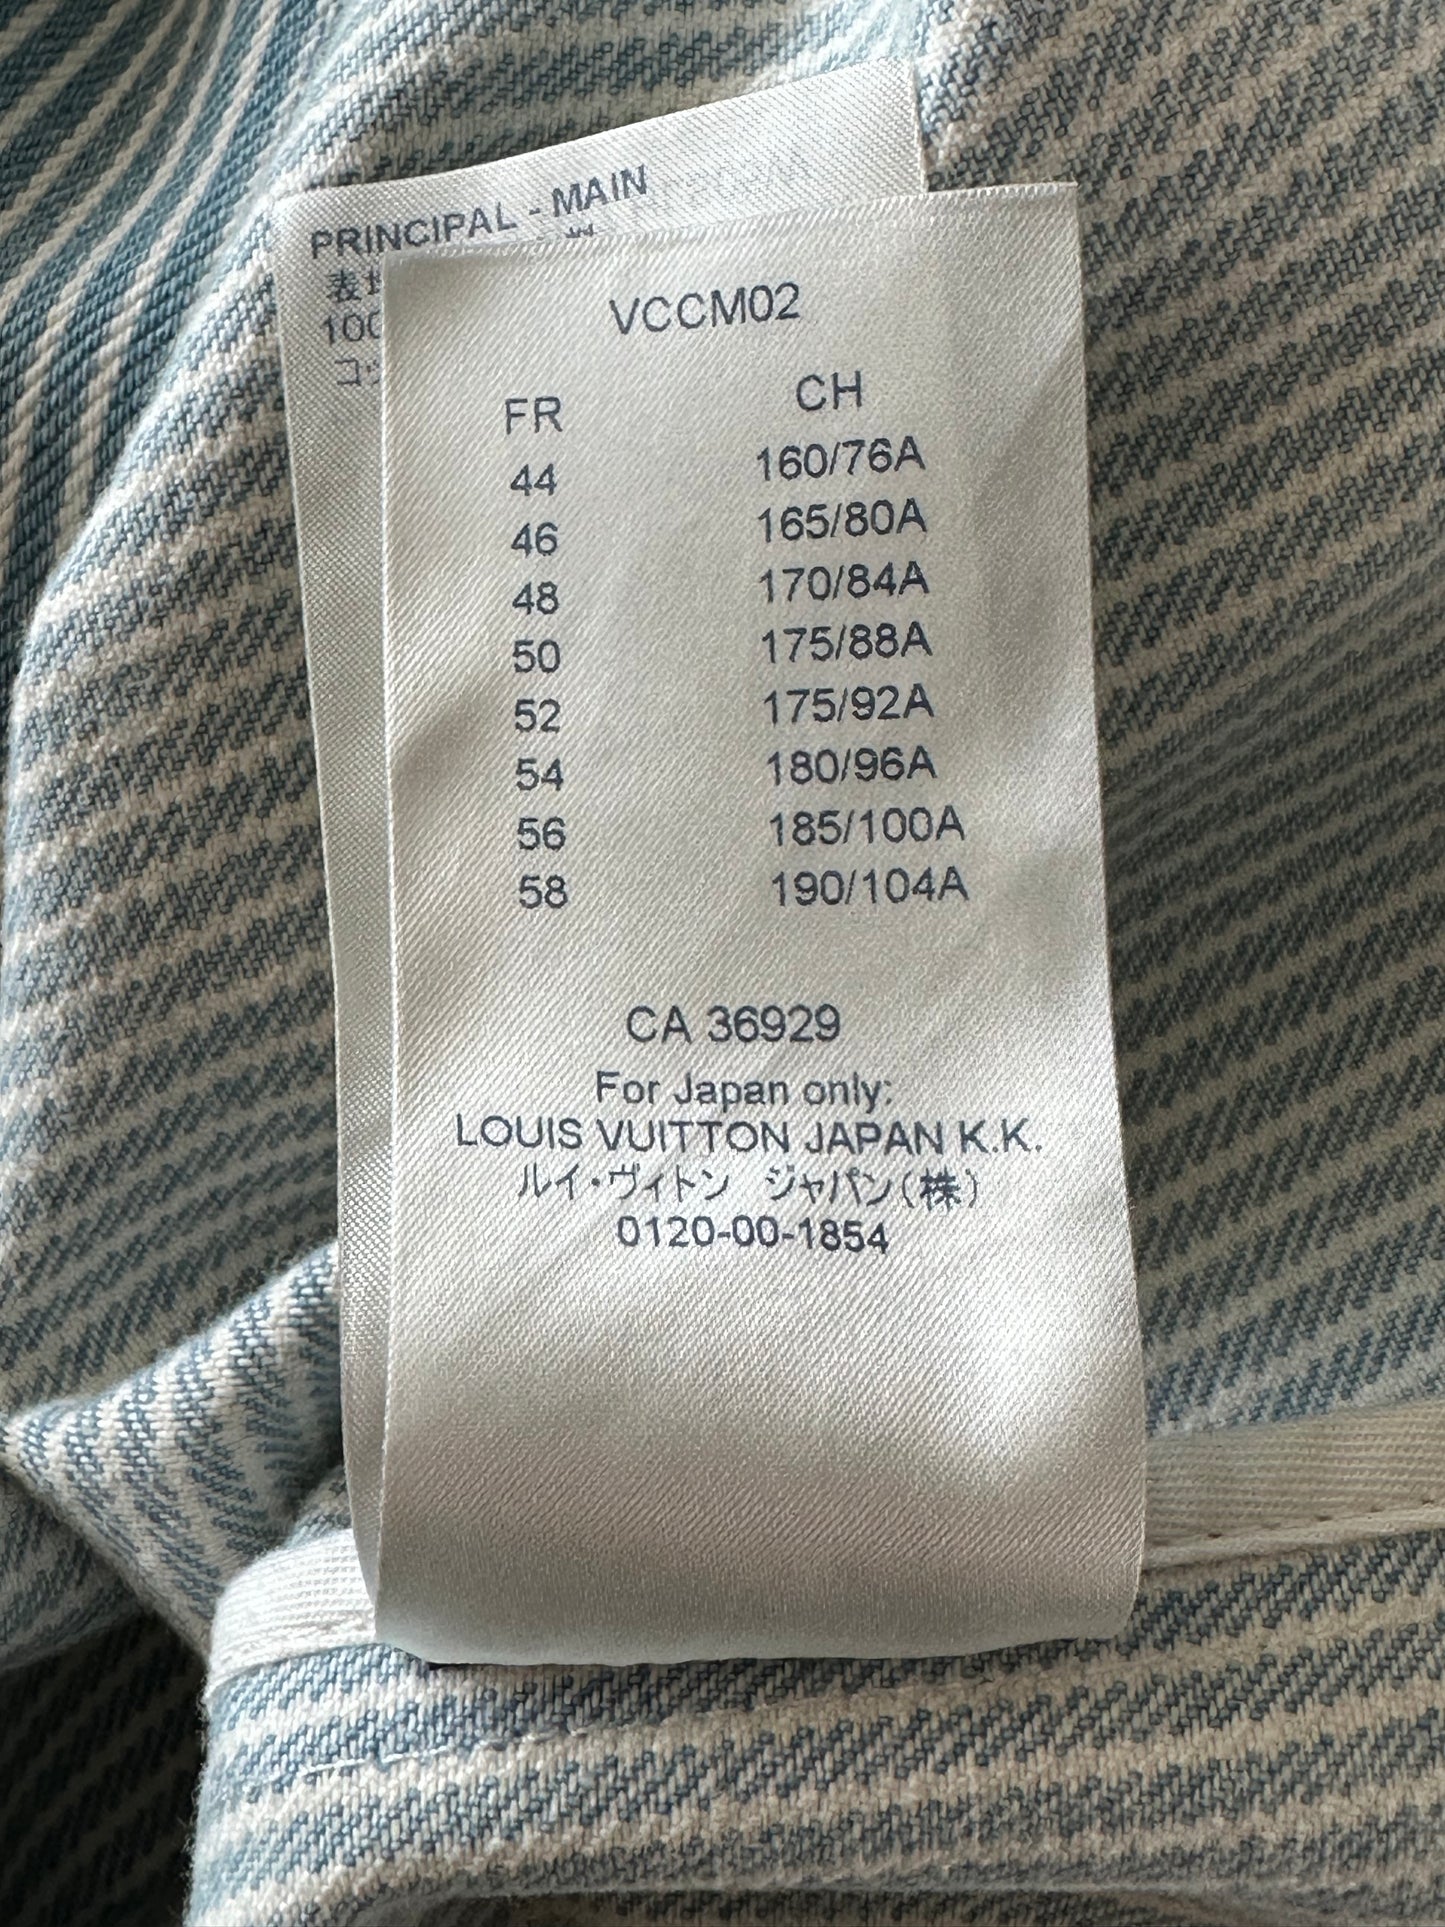 PRINCIPAL - MAIN
表
100
VCCM02
FR CH
44 160/76A
46 165/80A
48 170/84A
50 175/88A
52 175/92A
54 180/96A
56 185/100A
58 190/104A
CA 36929
For Japan only:
LOUIS VUITTON JAPAN K.K.
ルイ・ヴィトン ジャパン(株)
0120-00-1854